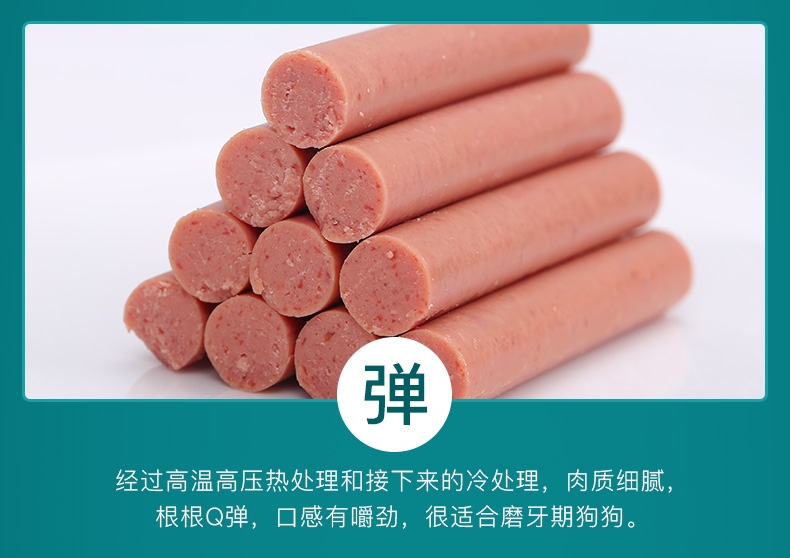 弹
经过高温高压热处理和接下来的冷处理，肉质细腻，
根根Q弹，口感有嚼劲，很适合磨牙期狗狗。